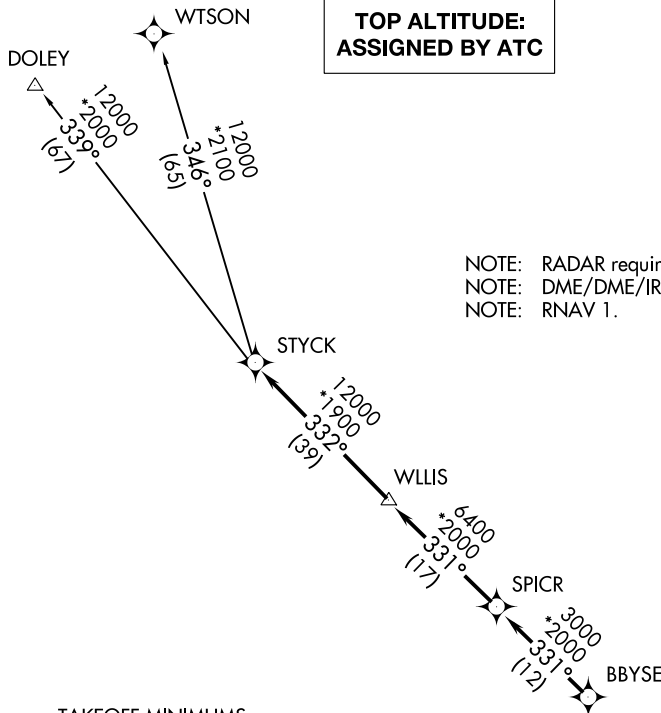 WTSON
TOP ALTITUDE:
ASSIGNED BY ATC
DOLEY
12000
*2000
339°
(67)
12000
*2100
346°
(65)
NOTE: RADAR requir
NOTE: DME/DME/IR
NOTE: RNAV 1.
STYCK
12000
*1900
332°
(39)
WLLIS
6400
*2000
331°
(17)
SPICR
3000
*2000
331°
(12)
BBYSE
TAKEOFF MINIMUMS